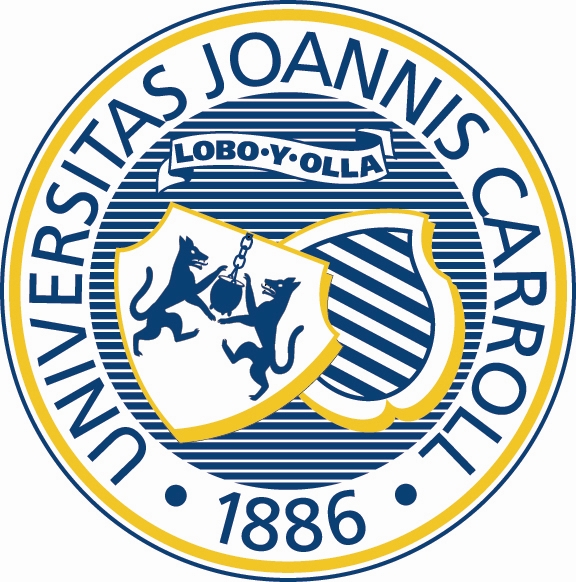 UNIVERSITAS JOANNIS CARROLL
LOBO·Y·OLLA
· 1886 ·